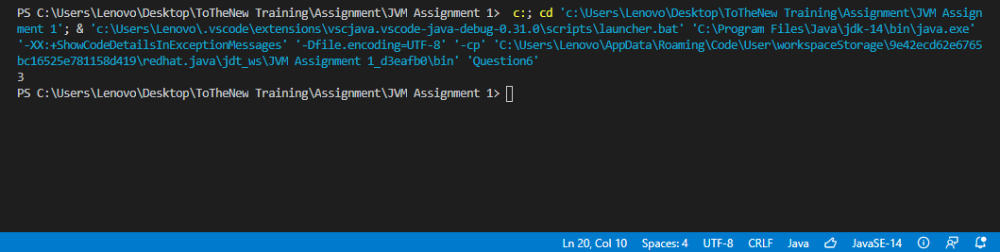 PS C:\Users\Lenovo\Desktop\ToTheNew Training\Assignment\JVM Assignment 1>  c:; cd 'c:\Users\Lenovo\Desktop\ToTheNew Training\Assignment\JVM Assign
ment 1'; & 'c:\Users\Lenovo\.vscode\extensions\vscjava.vscode-java-debug-0.31.0\scripts\launcher.bat' 'C:\Program Files\Java\jdk-14\bin\java.exe'
'-XX:+ShowCodeDetailsInExceptionMessages' '-Dfile.encoding=UTF-8' '-cp' 'C:\Users\Lenovo\AppData\Roaming\Code\User\workspaceStorage\9e42ecd62e6765
bc16525e781158d419\redhat.java\jdt_ws\JVM Assignment 1_d3eafb0\bin' 'Question6'
3
PS C:\Users\Lenovo\Desktop\ToTheNew Training\Assignment\JVM Assignment 1>
Ln 20, Col 10 Spaces: 4 UTF-8 CRLF Java JavaSE-14